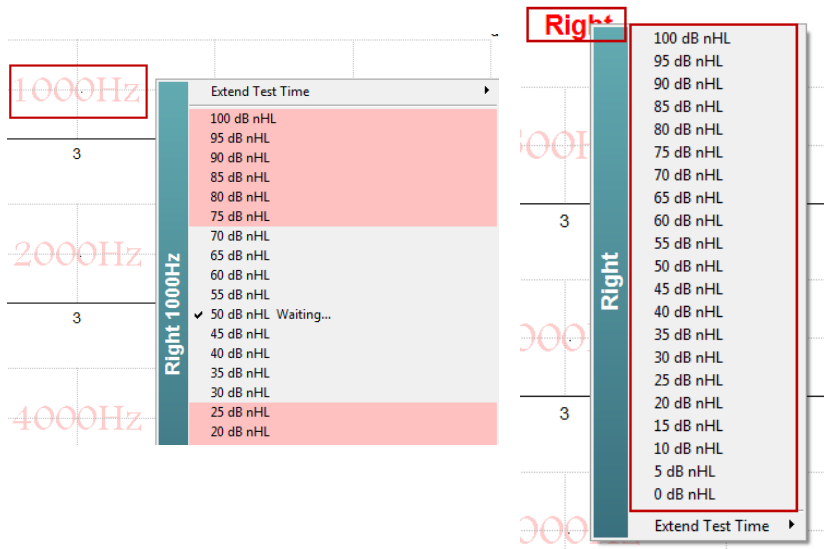 1000Hz
3
2000Hz
3
4000Hz
Right 1000Hz
Extend Test Time
100 dB nHL
95 dB nHL
90 dB nHL
85 dB nHL
80 dB nHL
75 dB nHL
70 dB nHL
65 dB nHL
60 dB nHL
55 dB nHL
50 dB nHL Waiting...
45 dB nHL
40 dB nHL
35 dB nHL
30 dB nHL
25 dB nHL
20 dB nHL
Right
3
3
Right
100 dB nHL
95 dB nHL
90 dB nHL
85 dB nHL
80 dB nHL
75 dB nHL
70 dB nHL
65 dB nHL
60 dB nHL
55 dB nHL
50 dB nHL
45 dB nHL
40 dB nHL
35 dB nHL
30 dB nHL
25 dB nHL
20 dB nHL
15 dB nHL
10 dB nHL
5 dB nHL
0 dB nHL
Extend Test Time